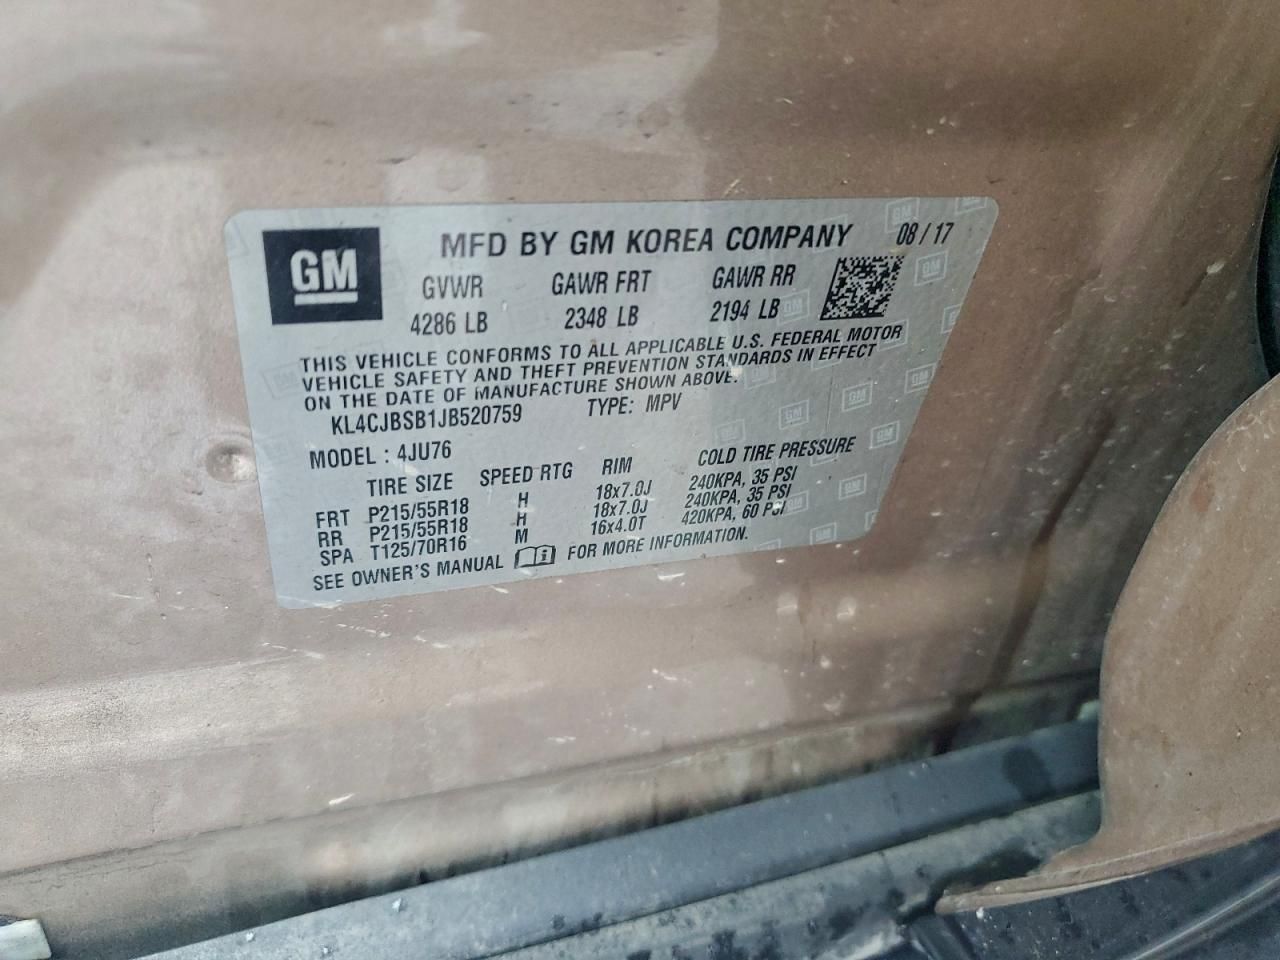 GM
MFD BY GM KOREA COMPANY 08 / 17
GVWR GAWR FRT GAWR RR
4286 LB 2348 LB 2194 LB
THIS VEHICLE CONFORMS TO ALL APPLICABLE U.S. FEDERAL MOTOR
VEHICLE SAFETY AND THEFT PREVENTION STANDARDS IN EFFECT
ON THE DATE OF MANUFACTURE SHOWN ABOVE.
KL4CJBSB1JB520759 TYPE: MPV
MODEL : 4JU76
TIRE SIZE SPEED RTG RIM COLD TIRE PRESSURE
FRT P215/55R18 H 18x7.0J 240KPA, 35 PSI
RR P215/55R18 H 18x7.0J 240KPA, 35 PSI
SPA T125/70R16 M 16x4.0T 420KPA, 60 PSI
SEE OWNER'S MANUAL FOR MORE INFORMATION.